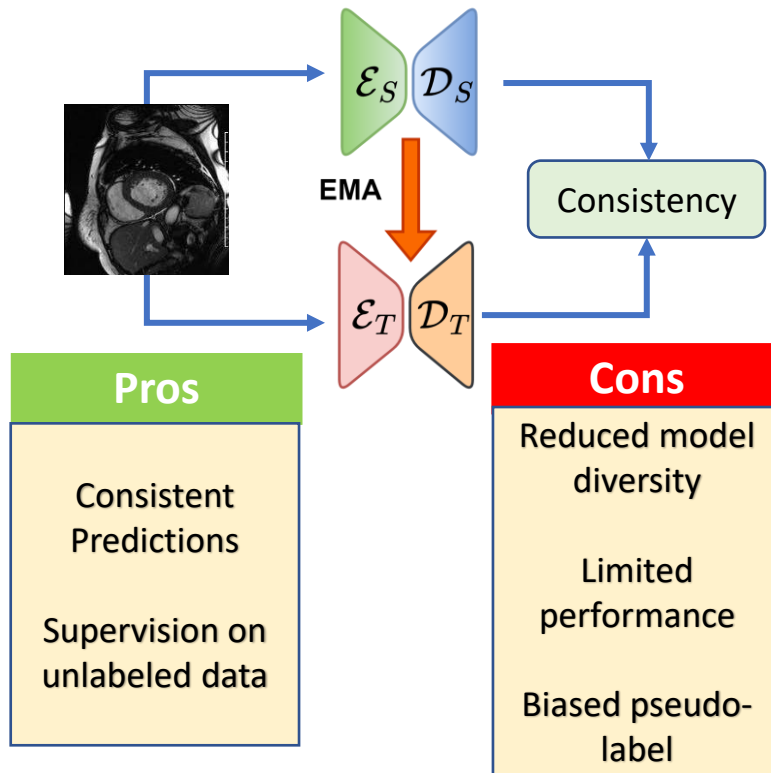 ℰ_S 𝒟_S
EMA
Consistency
ℰ_T 𝒟_T
Pros
Consistent
Predictions
Supervision on
unlabeled data
Cons
Reduced model
diversity
Limited
performance
Biased pseudo-
label